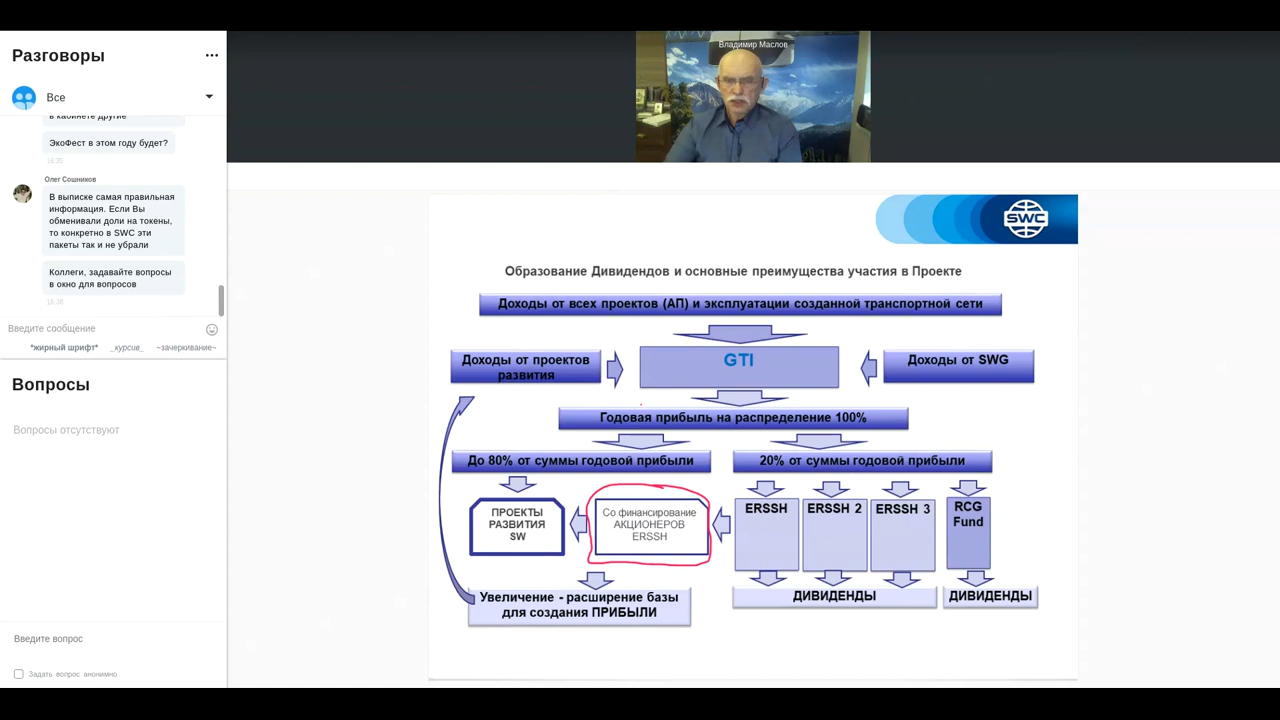 Разговоры
Все
в кабинете другие
ЭкоФест в этом году будет?
16:35
Олег Сошников
В выписке самая правильная
информация. Если Вы
обменивали доли на токены,
то конкретно в SWC эти
пакеты так и не убрали
Коллеги, задавайте вопросы
в окно для вопросов
16:38
Введите сообщение
*жирный шрифт* _курсив_ ~зачеркивание~
Вопросы
Вопросы отсутствуют
Введите вопрос
Задать вопрос анонимно
Владимир Маслов
SWC
Образование Дивидендов и основные преимущества участия в Проекте
Доходы от всех проектов (АП) и эксплуатации созданной транспортной сети
Доходы от проектов
развития
GTI
Доходы от SWG
Годовая прибыль на распределение 100%
До 80% от суммы годовой прибыли
20% от суммы годовой прибыли
ПРОЕКТЫ
РАЗВИТИЯ
SW
Со финансирование
АКЦИОНЕРОВ
ERSSH
ERSSH
ERSSH 2
ERSSH 3
RCG
Fund
Увеличение - расширение базы
для создания ПРИБЫЛИ
ДИВИДЕНДЫ
ДИВИДЕНДЫ